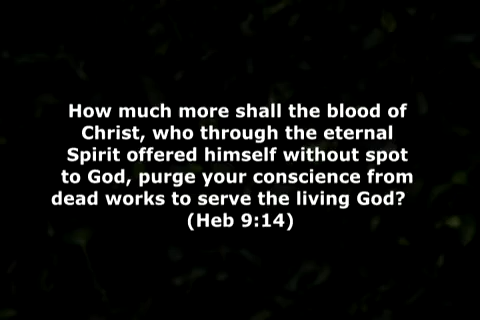 How much more shall the blood of
Christ, who through the eternal
Spirit offered himself without spot
to God, purge your conscience from
dead works to serve the living God?
(Heb 9:14)